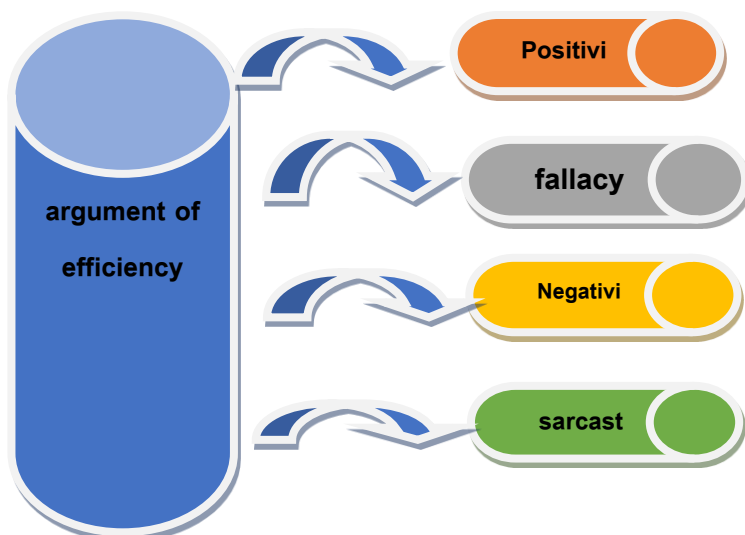 Positivi
argument of
efficiency
fallacy
Negativi
sarcast